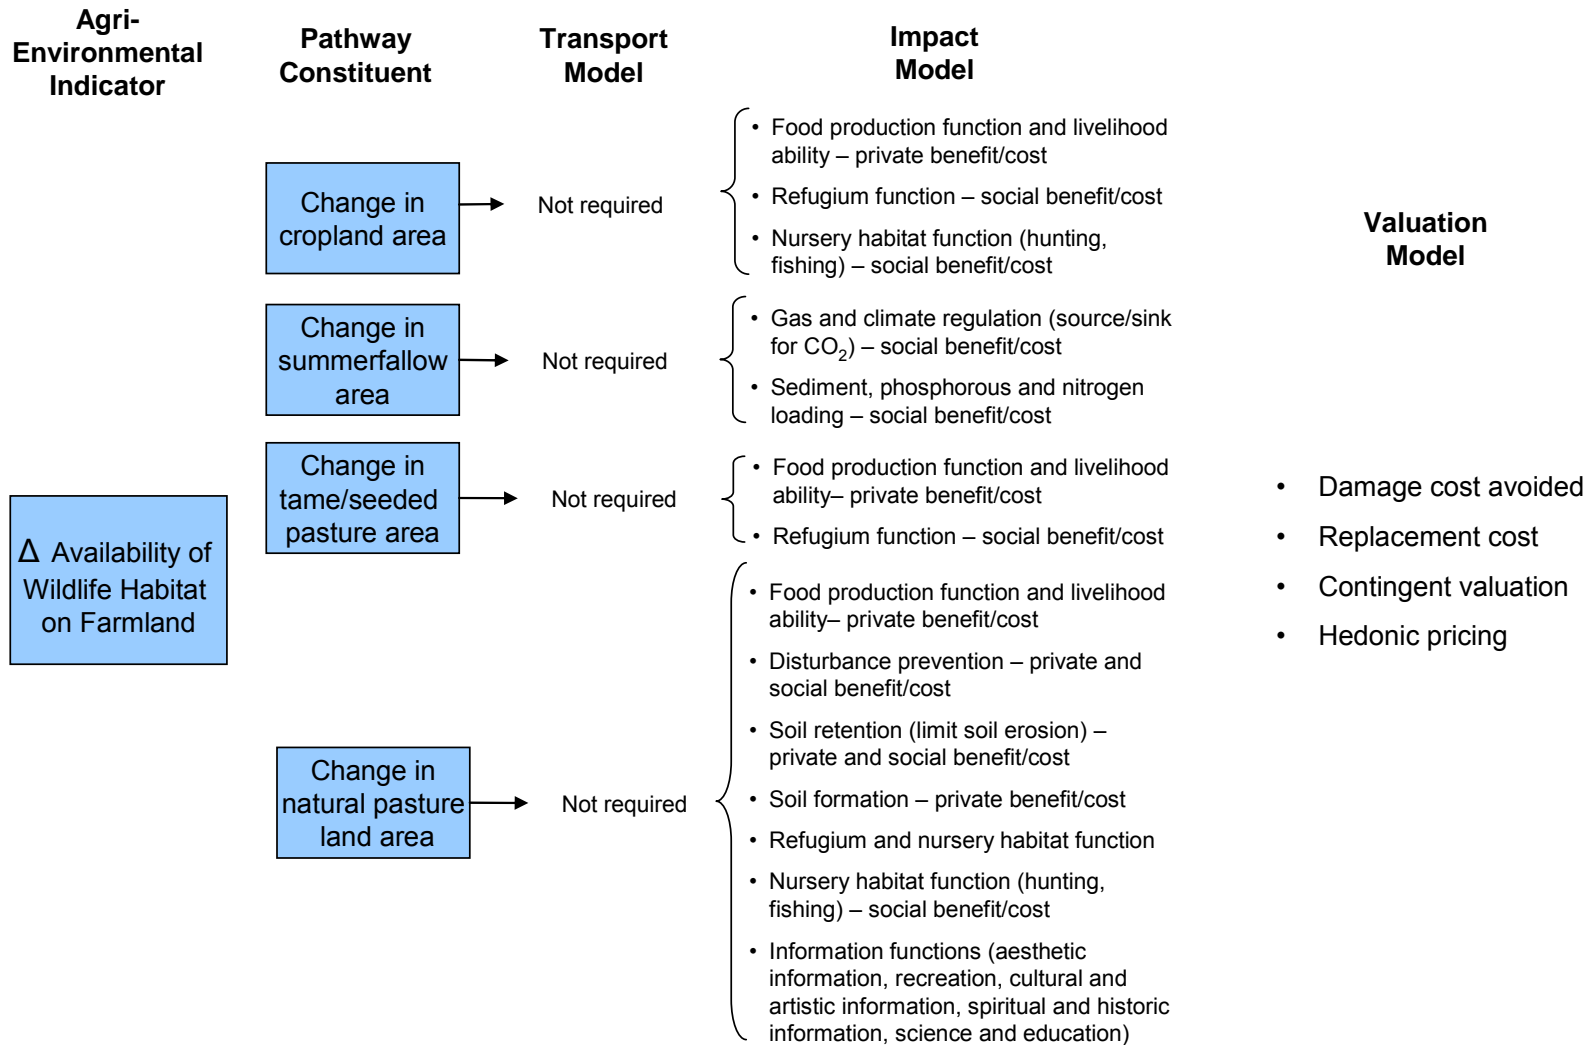 Agri-
Environmental
Indicator
Pathway
Constituent
Transport
Model
Impact
Model
Valuation
Model
Δ Availability of
Wildlife Habitat
on Farmland
Change in
cropland area
Not required
• Food production function and livelihood
ability – private benefit/cost
• Refugium function – social benefit/cost
• Nursery habitat function (hunting,
fishing) – social benefit/cost
Change in
summerfallow
area
Not required
• Gas and climate regulation (source/sink
for CO2) – social benefit/cost
• Sediment, phosphorous and nitrogen
loading – social benefit/cost
Change in
tame/seeded
pasture area
Not required
• Food production function and livelihood
ability– private benefit/cost
• Refugium function – social benefit/cost
Change in
natural pasture
land area
Not required
• Food production function and livelihood
ability– private benefit/cost
• Disturbance prevention – private and
social benefit/cost
• Soil retention (limit soil erosion) –
private and social benefit/cost
• Soil formation – private benefit/cost
• Refugium and nursery habitat function
• Nursery habitat function (hunting,
fishing) – social benefit/cost
• Information functions (aesthetic
information, recreation, cultural and
artistic information, spiritual and historic
information, science and education)
• Damage cost avoided
• Replacement cost
• Contingent valuation
• Hedonic pricing